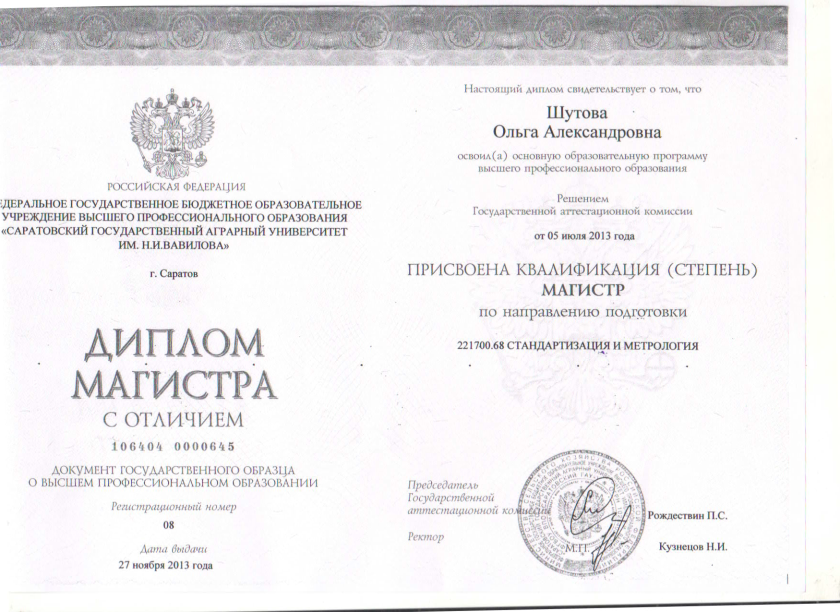 РОССИЙСКАЯ ФЕДЕРАЦИЯ
ЕДЕРАЛЬНОЕ ГОСУДАРСТВЕННОЕ БЮДЖЕТНОЕ ОБРАЗОВАТЕЛЬНОЕ
УЧРЕЖДЕНИЕ ВЫСШЕГО ПРОФЕССИОНАЛЬНОГО ОБРАЗОВАНИЯ
«САРАТОВСКИЙ ГОСУДАРСТВЕННЫЙ АГРАРНЫЙ УНИВЕРСИТЕТ
ИМ. Н.И.ВАВИЛОВА»
г. Саратов
ДИПЛОМ
МАГИСТРА
С ОТЛИЧИЕМ
106404 0000645
ДОКУМЕНТ ГОСУДАРСТВЕННОГО ОБРАЗЦА
О ВЫСШЕМ ПРОФЕССИОНАЛЬНОМ ОБРАЗОВАНИИ
Регистрационный номер
08
Дата выдачи
27 ноября 2013 года
Настоящий диплом свидетельствует о том, что
Шутова
Ольга Александровна
освоил(а) основную образовательную программу
высшего профессионального образования
Решением
Государственной аттестационной комиссии
от 05 июля 2013 года
ПРИСВОЕНА КВАЛИФИКАЦИЯ (СТЕПЕНЬ)
МАГИСТР
по направлению подготовки
221700.68 СТАНДАРТИЗАЦИЯ И МЕТРОЛОГИЯ
Председатель
Государственной
аттестационной комиссии
Рождествин П.С.
Ректор
М.П.
Кузнецов Н.И.